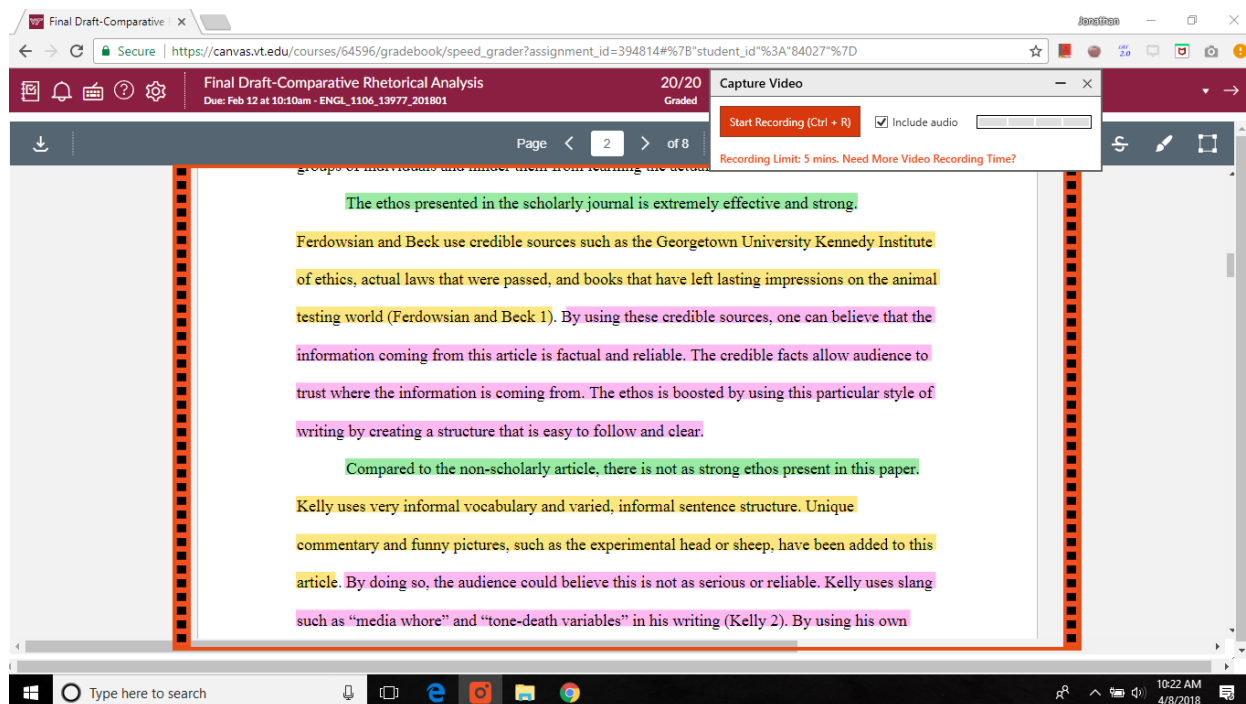 Final Draft-Comparative
Jonathan
Secure
https://canvas.vt.edu/courses/64596/gradebook/speed_grader?assignment_id=394814#%7B"student_id"%3A"84027"%7D
2.0
Final Draft-Comparative Rhetorical Analysis
Due: Feb 12 at 10:10am - ENGL_1106_13977_201801
20/20
Graded
Capture Video
Start Recording (Ctrl + R)
Include audio
Recording Limit: 5 mins. Need More Video Recording Time?
Page 2 of 8
groups of individuals and hinder them from learning the actual
The ethos presented in the scholarly journal is extremely effective and strong.
Ferdowsian and Beck use credible sources such as the Georgetown University Kennedy Institute
of ethics, actual laws that were passed, and books that have left lasting impressions on the animal
testing world (Ferdowsian and Beck 1). By using these credible sources, one can believe that the
information coming from this article is factual and reliable. The credible facts allow audience to
trust where the information is coming from. The ethos is boosted by using this particular style of
writing by creating a structure that is easy to follow and clear.
Compared to the non-scholarly article, there is not as strong ethos present in this paper.
Kelly uses very informal vocabulary and varied, informal sentence structure. Unique
commentary and funny pictures, such as the experimental head or sheep, have been added to this
article. By doing so, the audience could believe this is not as serious or reliable. Kelly uses slang
such as “media whore” and “tone-death variables” in his writing (Kelly 2). By using his own
Type here to search
10:22 AM
4/8/2018